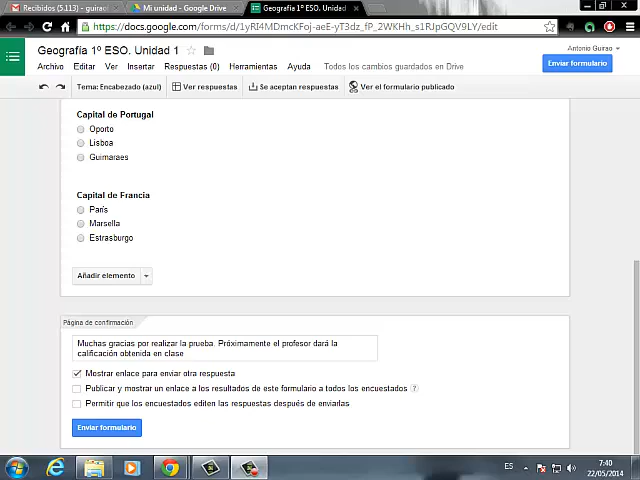 Recibidos (5.113) - guirao
Mi unidad - Google Drive
Geografía 1º ESO. Unidad
https://docs.google.com/forms/d/1yRI4MDmcKFoj-aeE-yT3dz_fP_2WKHh_s1RJpGQV9LY/edit
Geografía 1º ESO. Unidad 1
Antonio Guirao
Archivo Editar Ver Insertar Respuestas (0) Herramientas Ayuda Todos los cambios guardados en Drive
Enviar formulario
Tema: Encabezado (azul) Ver respuestas Se aceptan respuestas Ver el formulario publicado
Capital de Portugal
Oporto
Lisboa
Guimaraes
Capital de Francia
París
Marsella
Estrasburgo
Añadir elemento
Página de confirmación
Muchas gracias por realizar la prueba. Próximamente el profesor dará la
calificación obtenida en clase
Mostrar enlace para enviar otra respuesta
Publicar y mostrar un enlace a los resultados de este formulario a todos los encuestados ?
Permitir que los encuestados editen las respuestas después de enviarlas
Enviar formulario
ES
7:40
22/05/2014